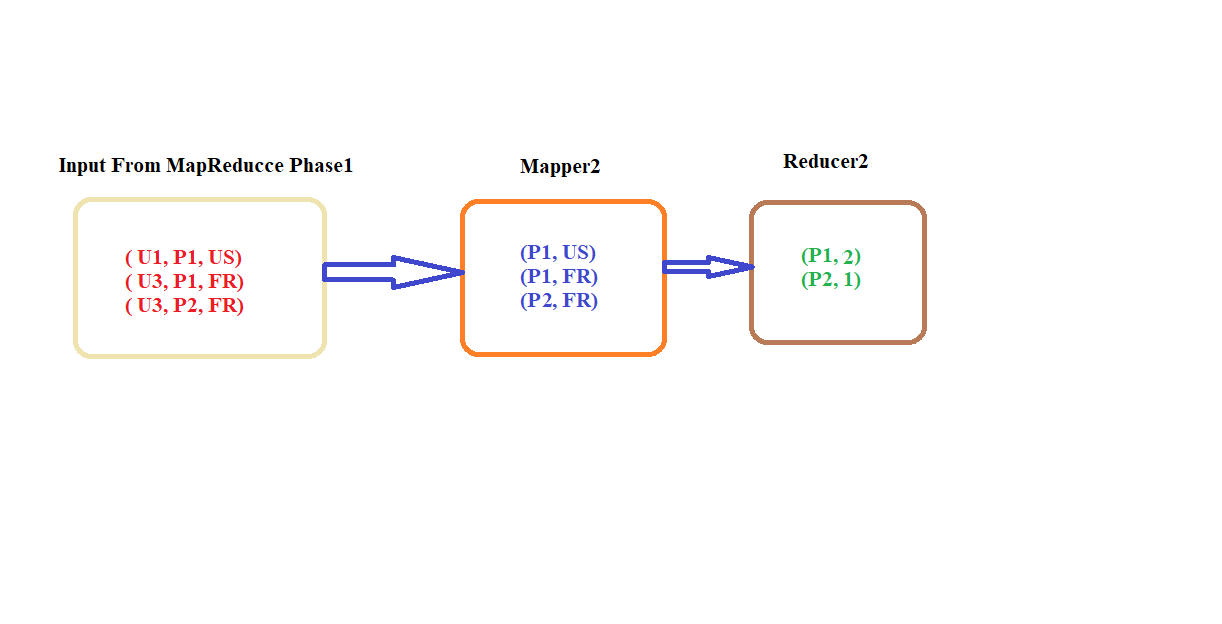 Input From MapReducce Phase1
( U1, P1, US)
( U3, P1, FR)
( U3, P2, FR)
Mapper2
(P1, US)
(P1, FR)
(P2, FR)
Reducer2
(P1, 2)
(P2, 1)